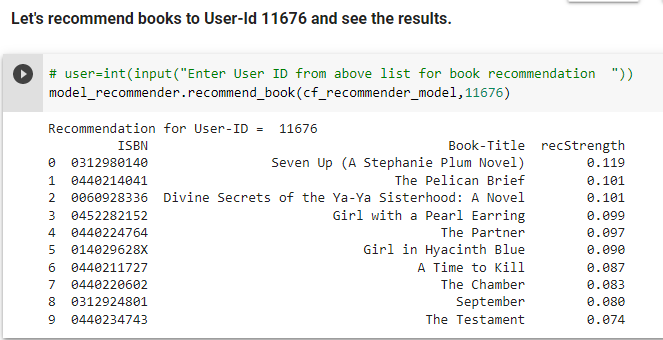 Let's recommend books to User-Id 11676 and see the results.
# user=int(input("Enter User ID from above list for book recommendation  "))
model_recommender.recommend_book(cf_recommender_model,11676)
Recommendation for User-ID =  11676
ISBN Book-Title recStrength
0 0312980140 Seven Up (A Stephanie Plum Novel) 0.119
1 0440214041 The Pelican Brief 0.101
2 0060928336 Divine Secrets of the Ya-Ya Sisterhood: A Novel 0.101
3 0452282152 Girl with a Pearl Earring 0.099
4 0440224764 The Partner 0.097
5 014029628X Girl in Hyacinth Blue 0.090
6 0440211727 A Time to Kill 0.087
7 0440220602 The Chamber 0.083
8 0312924801 September 0.080
9 0440234743 The Testament 0.074